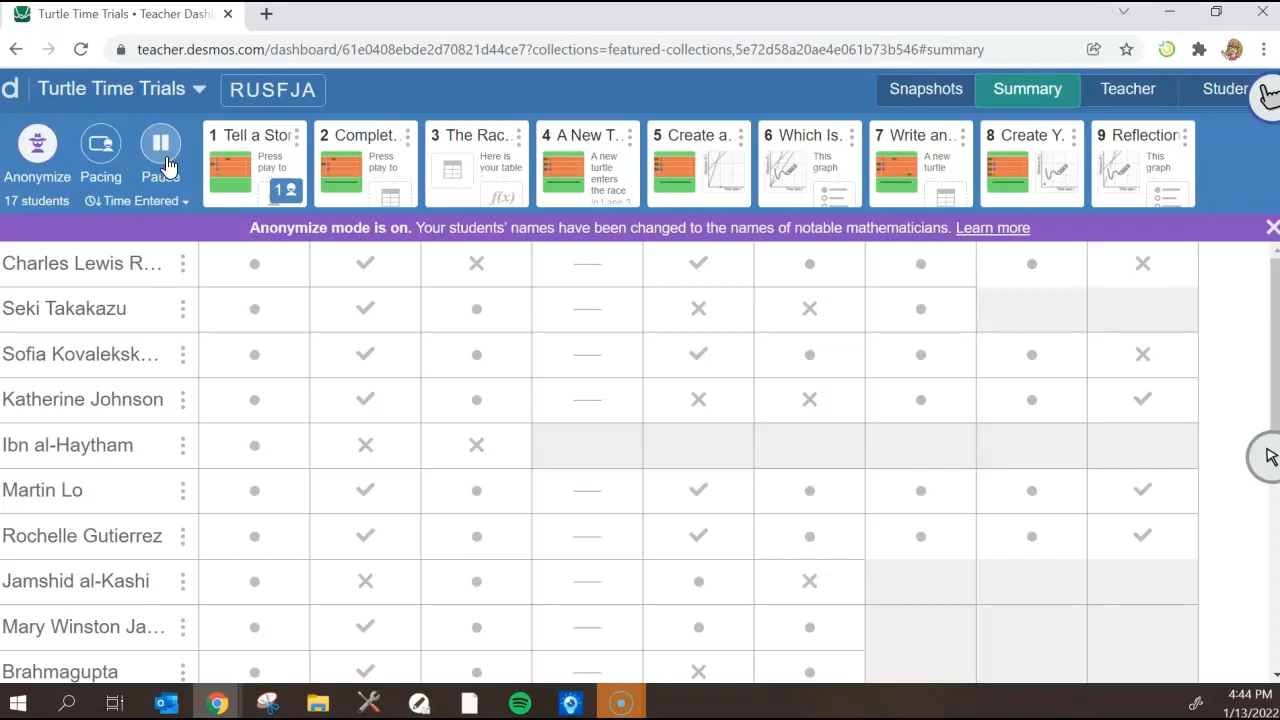 Turtle Time Trials • Teacher Dash
teacher.desmos.com/dashboard/61e0408ebde2d70821d44ce7?collections=featured-collections,5e72d58a20ae4e061b73b546#summary
d Turtle Time Trials RUSFJA Snapshots Summary Teacher Studer
1 Tell a Stor
Press
play to
1
2 Complet...
Press
play to
3 The Rac...
Here is
your table
f(x)
4 A New T...
A new
turtle
enters
the race
in Lane 3
5 Create a...
6 Which Is...
This
graph
7 Write an...
A new
turtle
8 Create Y...
9 Reflection
This
graph
Anonymize Pacing Pause
17 students Time Entered
Anonymize mode is on. Your students’ names have been changed to the names of notable mathematicians. Learn more
Charles Lewis R...
Seki Takakazu
Sofia Kovaleksk...
Katherine Johnson
Ibn al-Haytham
Martin Lo
Rochelle Gutierrez
Jamshid al-Kashi
Mary Winston Ja...
Brahmagupta
4:44 PM
1/13/2022